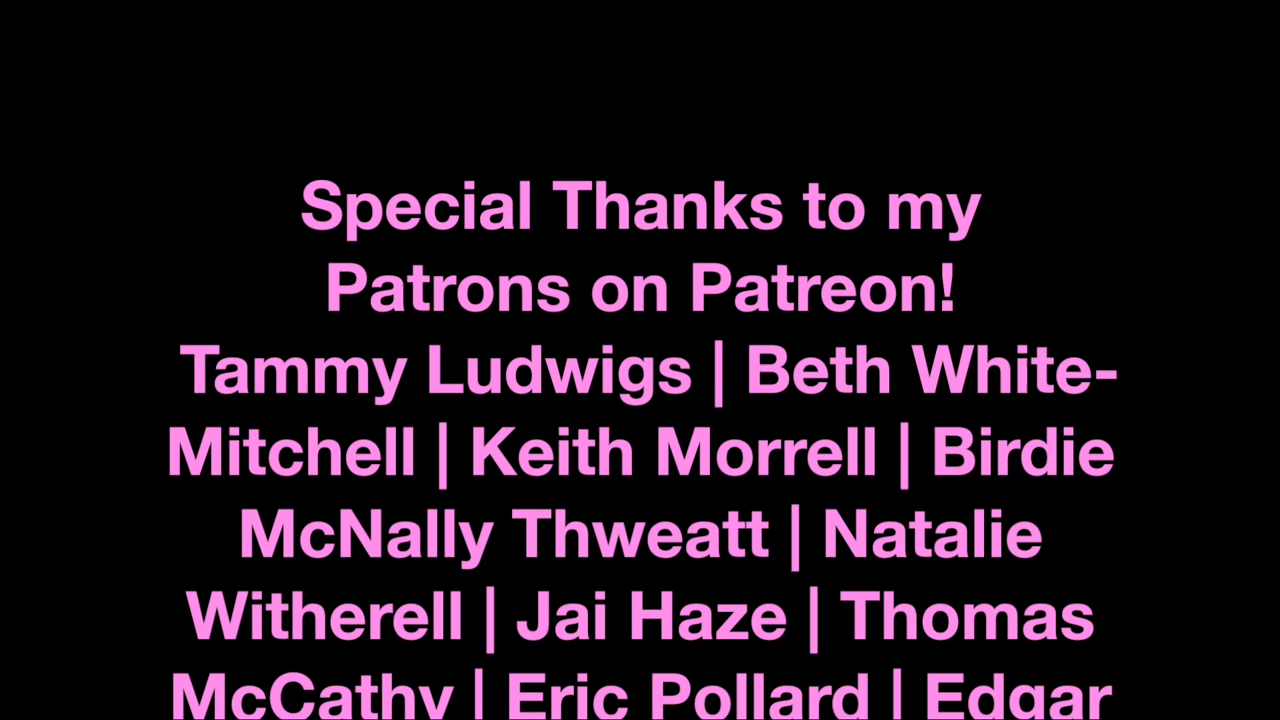 Special Thanks to my
Patrons on Patreon!
Tammy Ludwigs | Beth White-
Mitchell | Keith Morrell | Birdie
McNally Thweatt | Natalie
Witherell | Jai Haze | Thomas
McCathy | Eric Pollard | Edgar